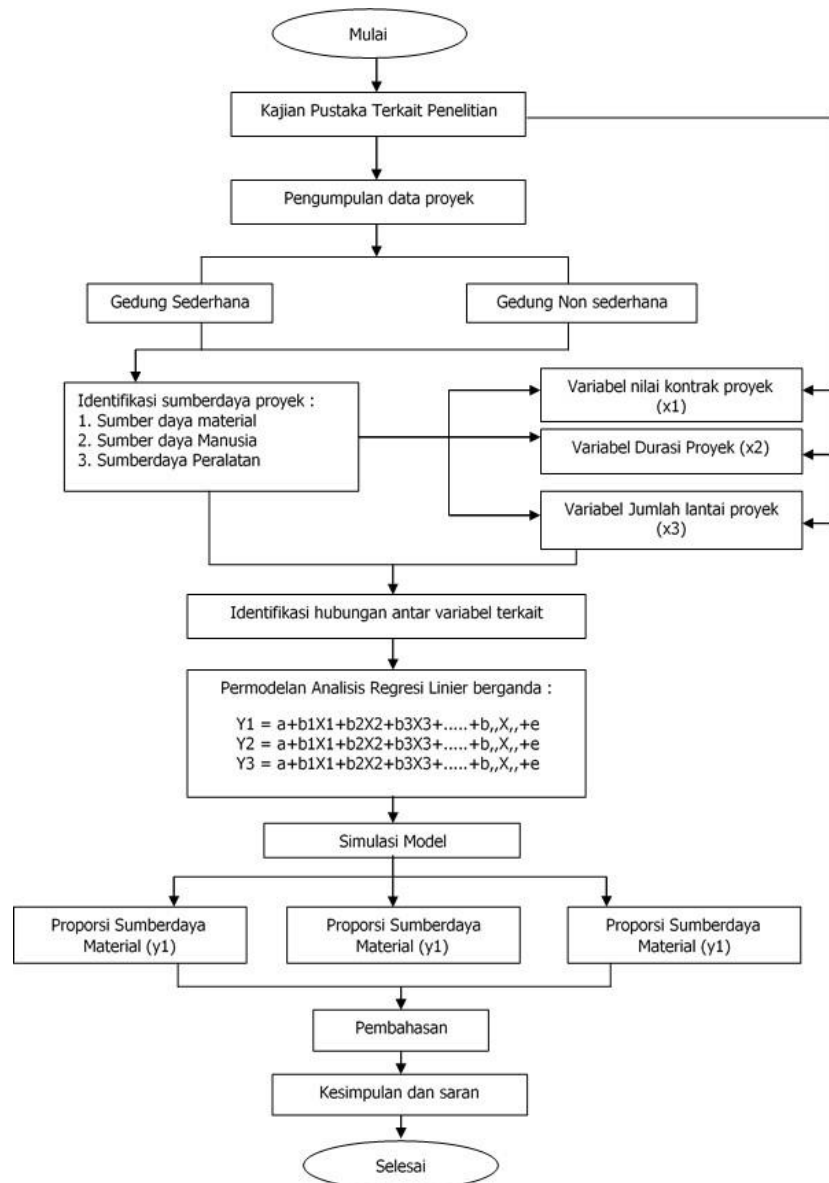 Mulai
Kajian Pustaka Terkait Penelitian
Pengumpulan data proyek
Gedung Sederhana
Gedung Non sederhana
Identifikasi sumberdaya proyek :
1. Sumber daya material
2. Sumber daya Manusia
3. Sumberdaya Peralatan
Variabel nilai kontrak proyek
(x1)
Variabel Durasi Proyek (x2)
Variabel Jumlah lantai proyek
(x3)
Identifikasi hubungan antar variabel terkait
Permodelan Analisis Regresi Linier berganda :
Y1 = a+b1X1+b2X2+b3X3+.....+b,,X,,+e
Y2 = a+b1X1+b2X2+b3X3+.....+b,,X,,+e
Y3 = a+b1X1+b2X2+b3X3+.....+b,,X,,+e
Simulasi Model
Proporsi Sumberdaya
Material (y1)
Proporsi Sumberdaya
Material (y1)
Proporsi Sumberdaya
Material (y1)
Pembahasan
Kesimpulan dan saran
Selesai